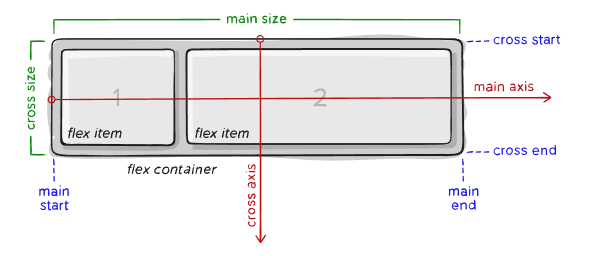 main size
cross start
cross size
main axis
1
2
flex item
flex item
cross end
flex container
cross axis
main
start
main
end